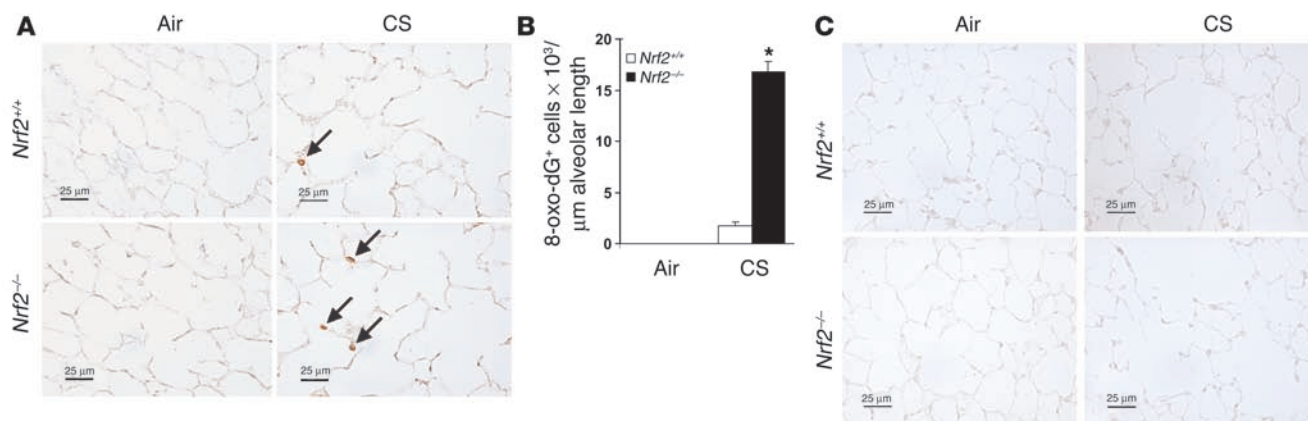 A
Air
CS
Nrf2+/+
25 μm
25 μm
Nrf2–/–
25 μm
25 μm
B
8-oxo-dG+ cells × 10³/
μm alveolar length
20
15
10
5
0
Nrf2+/+
Nrf2–/–
*
Air
CS
C
Air
CS
Nrf2+/+
25 μm
25 μm
Nrf2–/–
25 μm
25 μm